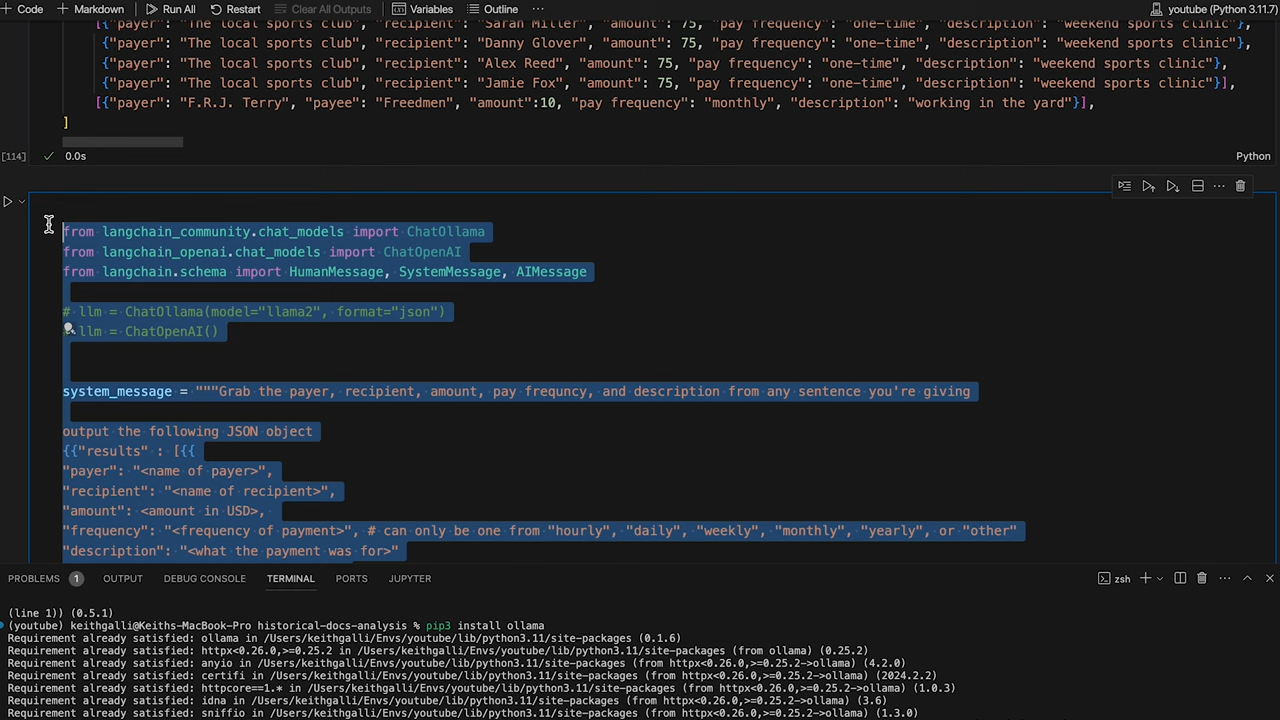 Code
Markdown
Run All
Restart
Clear All Outputs
Variables
Outline
···
youtube (Python 3.11.7)
[{"payer": "The local sports club", "recipient": "Sarah Miller", "amount": 75, "pay frequency": "one-time", "description": "weekend sports clinic"},
{"payer": "The local sports club", "recipient": "Danny Glover", "amount": 75, "pay frequency": "one-time", "description": "weekend sports clinic"},
{"payer": "The local sports club", "recipient": "Alex Reed", "amount": 75, "pay frequency": "one-time", "description": "weekend sports clinic"},
{"payer": "The local sports club", "recipient": "Jamie Fox", "amount": 75, "pay frequency": "one-time", "description": "weekend sports clinic"}],
[{"payer": "F.R.J. Terry", "payee": "Freedmen", "amount":10, "pay frequency": "monthly", "description": "working in the yard"}],
]
[114]
0.0s
Python
from langchain_community.chat_models import ChatOllama
from langchain_openai.chat_models import ChatOpenAI
from langchain.schema import HumanMessage, SystemMessage, AIMessage
# llm = ChatOllama(model="llama2", format="json")
llm = ChatOpenAI()
system_message = """Grab the payer, recipient, amount, pay frequncy, and description from any sentence you're giving
output the following JSON object
{{"results" : [{{
"payer": "<name of payer>",
"recipient": "<name of recipient>",
"amount": <amount in USD>,
"frequency": "<frequency of payment>", # can only be one from "hourly", "daily", "weekly", "monthly", "yearly", or "other"
"description": "<what the payment was for>"
PROBLEMS 1
OUTPUT
DEBUG CONSOLE
TERMINAL
PORTS
JUPYTER
zsh
(line 1)) (0.5.1)
(youtube) keithgalli@Keiths-MacBook-Pro historical-docs-analysis % pip3 install ollama
Requirement already satisfied: ollama in /Users/keithgalli/Envs/youtube/lib/python3.11/site-packages (0.1.6)
Requirement already satisfied: httpx<0.26.0,>=0.25.2 in /Users/keithgalli/Envs/youtube/lib/python3.11/site-packages (from ollama) (0.25.2)
Requirement already satisfied: anyio in /Users/keithgalli/Envs/youtube/lib/python3.11/site-packages (from httpx<0.26.0,>=0.25.2->ollama) (4.2.0)
Requirement already satisfied: certifi in /Users/keithgalli/Envs/youtube/lib/python3.11/site-packages (from httpx<0.26.0,>=0.25.2->ollama) (2024.2.2)
Requirement already satisfied: httpcore==1.* in /Users/keithgalli/Envs/youtube/lib/python3.11/site-packages (from httpx<0.26.0,>=0.25.2->ollama) (1.0.3)
Requirement already satisfied: idna in /Users/keithgalli/Envs/youtube/lib/python3.11/site-packages (from httpx<0.26.0,>=0.25.2->ollama) (3.6)
Requirement already satisfied: sniffio in /Users/keithgalli/Envs/youtube/lib/python3.11/site-packages (from httpx<0.26.0,>=0.25.2->ollama) (1.3.0)